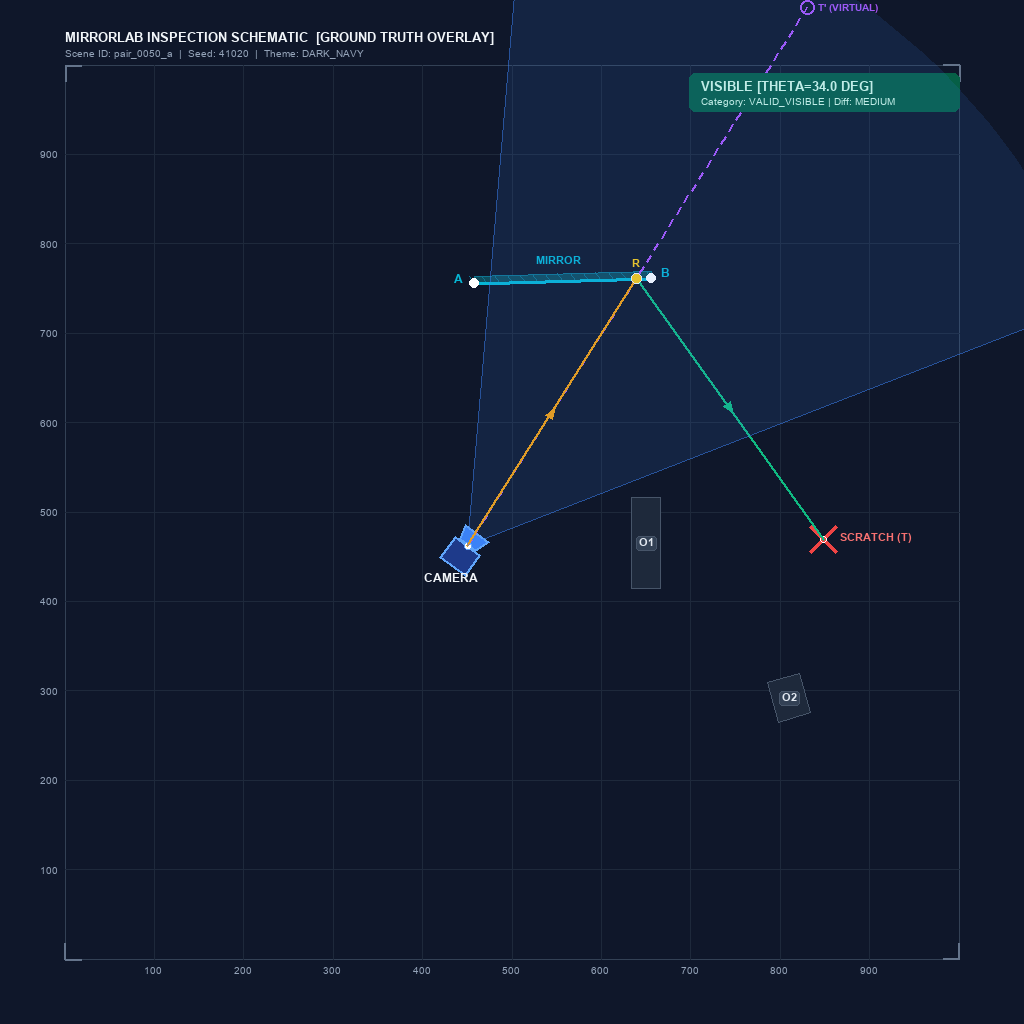 T' (VIRTUAL)
MIRRORLAB INSPECTION SCHEMATIC [GROUND TRUTH OVERLAY]
Scene ID: pair_0050_a | Seed: 41020 | Theme: DARK_NAVY
VISIBLE [THETA=34.0 DEG]
Category: VALID_VISIBLE | Diff: MEDIUM
900
800
MIRROR
R
A
B
700
600
500
SCRATCH (T)
O1
CAMERA
400
300
O2
200
100
100 200 300 400 500 600 700 800 900